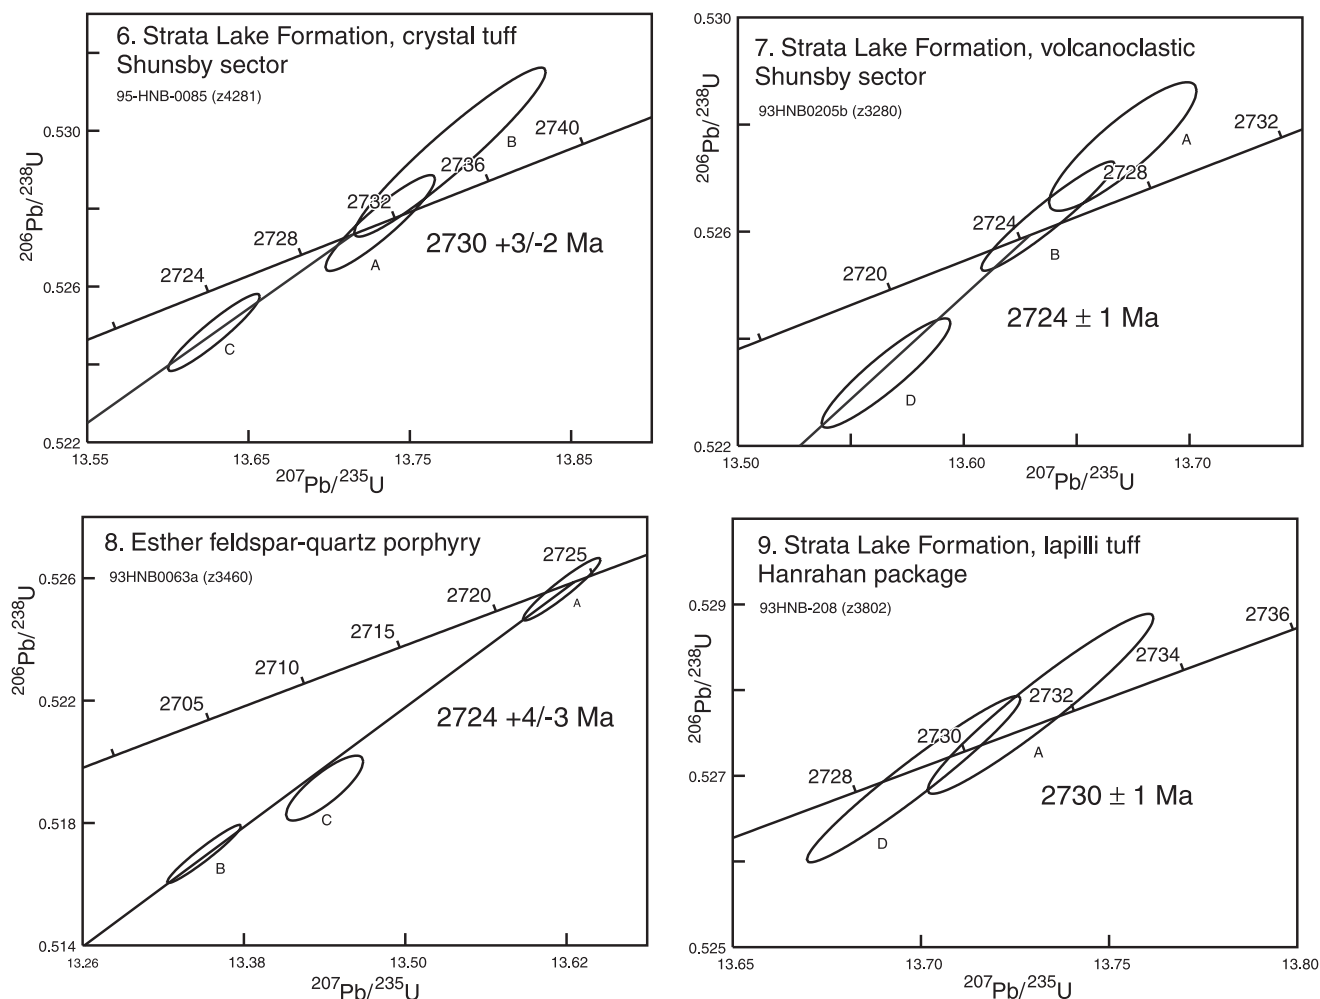 6. Strata Lake Formation, crystal tuff
Shunsby sector
95-HNB-0085 (z4281)
206Pb/238U
0.530
0.526
0.522
2740
2736
2732
2728
2724
B
A
C
2730 +3/-2 Ma
13.55
13.65
13.75
13.85
207Pb/235U
7. Strata Lake Formation, volcanoclastic
Shunsby sector
93HNB0205b (z3280)
206Pb/238U
0.530
0.526
0.522
2732
2728
2724
2720
A
B
D
2724 ± 1 Ma
13.50
13.60
13.70
207Pb/235U
8. Esther feldspar-quartz porphyry
93HNB0063a (z3460)
206Pb/238U
0.526
0.522
0.518
0.514
2725
2720
2715
2710
2705
A
C
B
2724 +4/-3 Ma
13.26
13.38
13.50
13.62
207Pb/235U
9. Strata Lake Formation, lapilli tuff
Hanrahan package
93HNB-208 (z3802)
206Pb/238U
0.529
0.527
0.525
2736
2734
2732
2730
2728
A
D
2730 ± 1 Ma
13.65
13.70
13.75
13.80
207Pb/235U